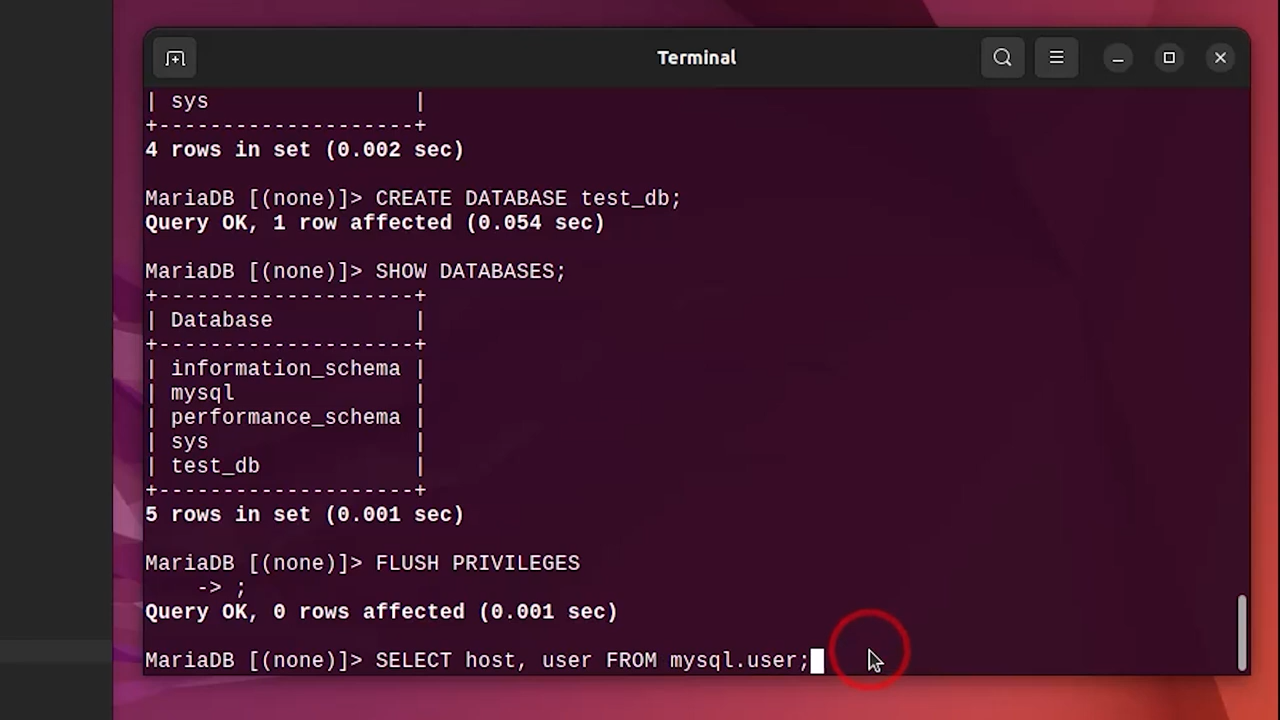 Terminal
| sys                |
+--------------------+
4 rows in set (0.002 sec)
MariaDB [(none)]> CREATE DATABASE test_db;
Query OK, 1 row affected (0.054 sec)
MariaDB [(none)]> SHOW DATABASES;
+--------------------+
| Database           |
+--------------------+
| information_schema |
| mysql              |
| performance_schema |
| sys                |
| test_db            |
+--------------------+
5 rows in set (0.001 sec)
MariaDB [(none)]> FLUSH PRIVILEGES
    -> ;
Query OK, 0 rows affected (0.001 sec)
MariaDB [(none)]> SELECT host, user FROM mysql.user;